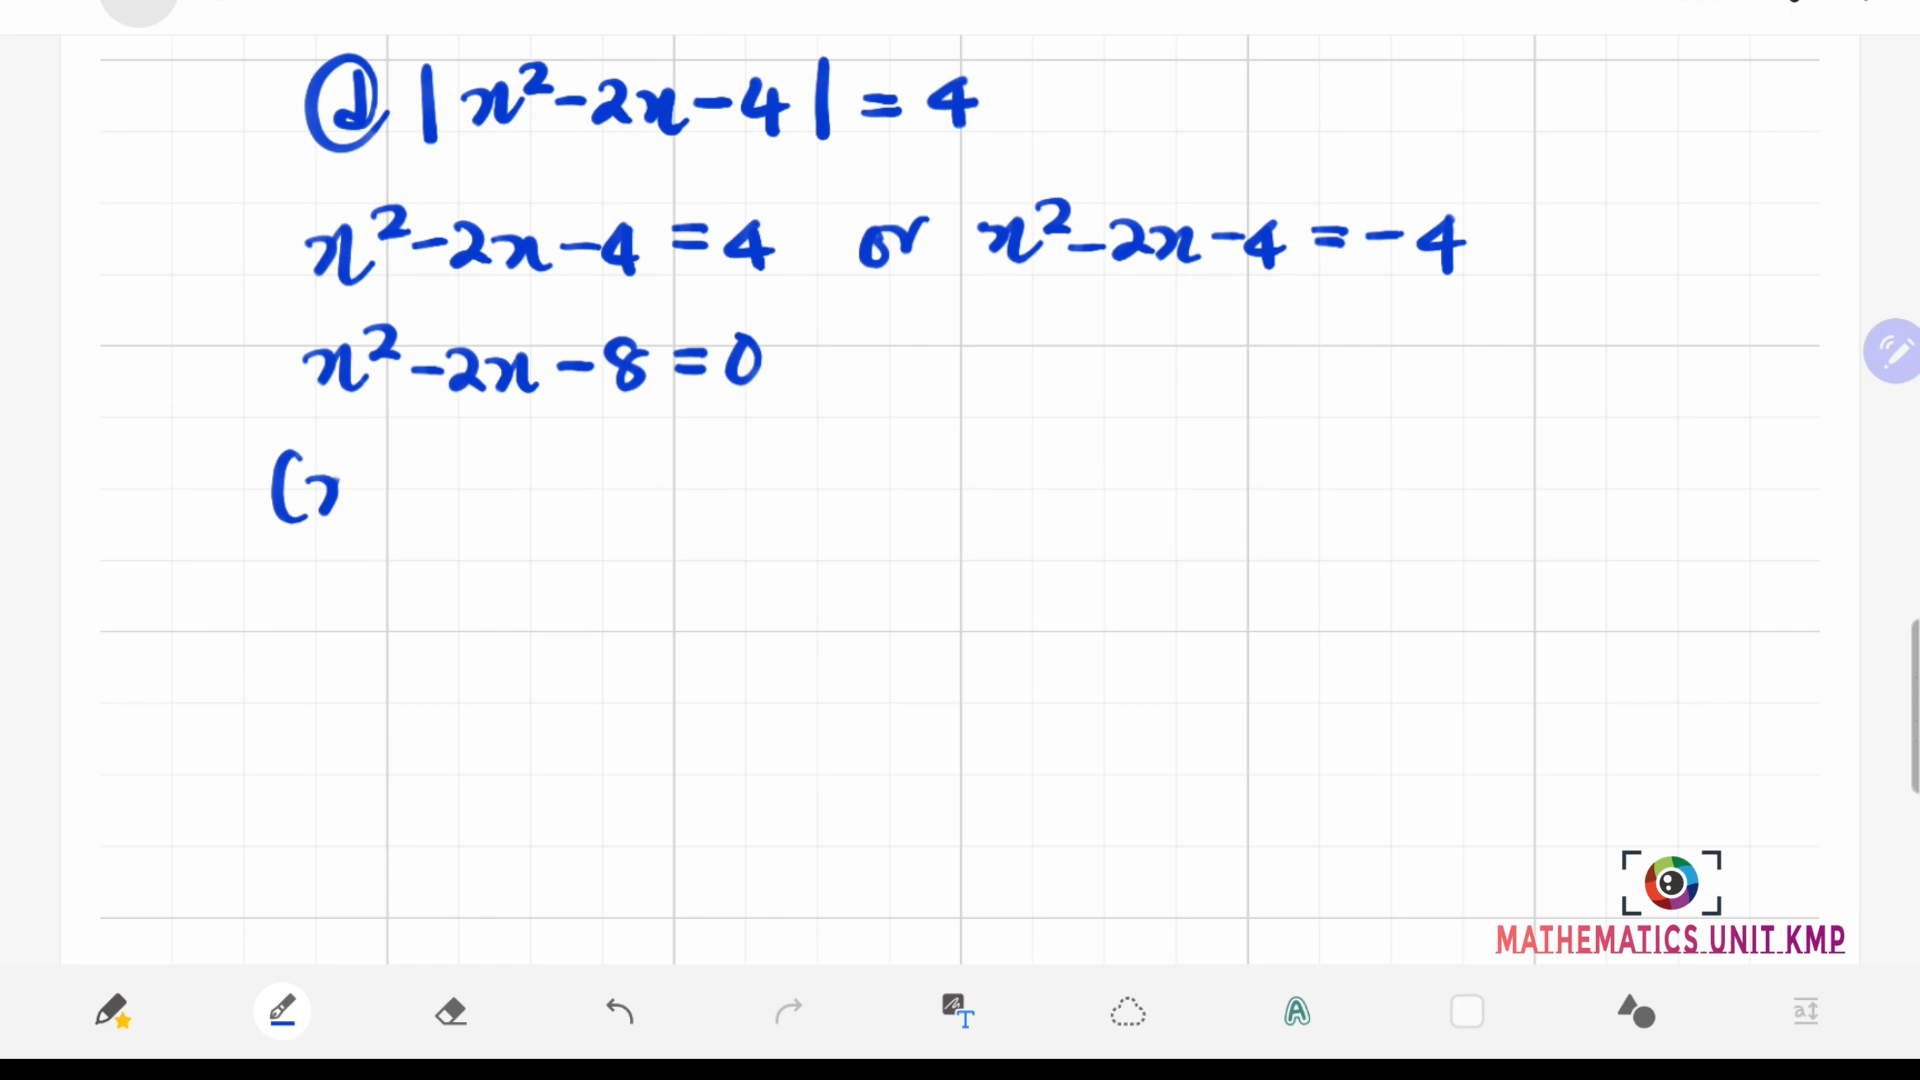 d |x²-2x-4| = 4
x²-2x-4 = 4 or x²-2x-4 = -4
x²-2x-8 = 0
(x
MATHEMATICS UNIT KMP